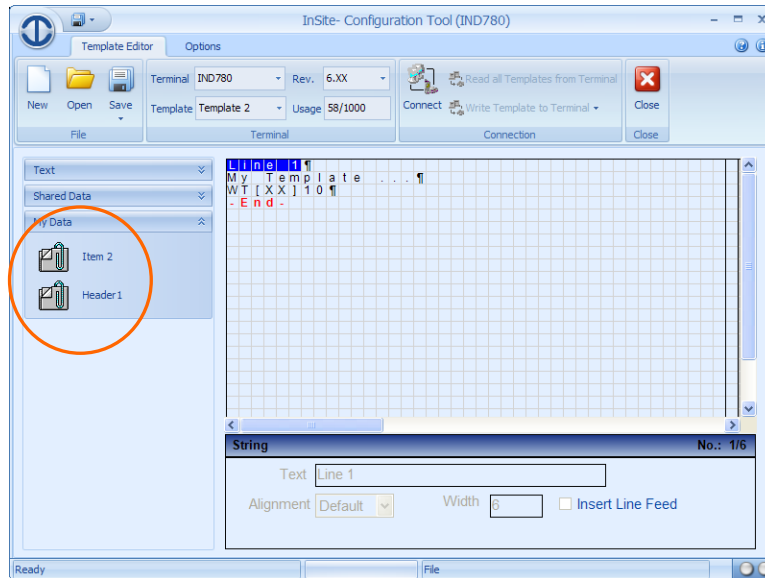 InSite- Configuration Tool (IND780)
Template Editor Options
New Open Save
File
Terminal IND780 Rev. 6.XX
Template Template 2 Usage 58/1000
Terminal
Connect Read all Templates from Terminal
Write Template to Terminal
Connection
Close
Close
Text
Shared Data
My Data
Item 2
Header1
Line 1¶
My Template ...¶
WT[XX]10¶
-End-
String No.: 1/6
Text Line 1
Alignment Default Width 6 Insert Line Feed
Ready File